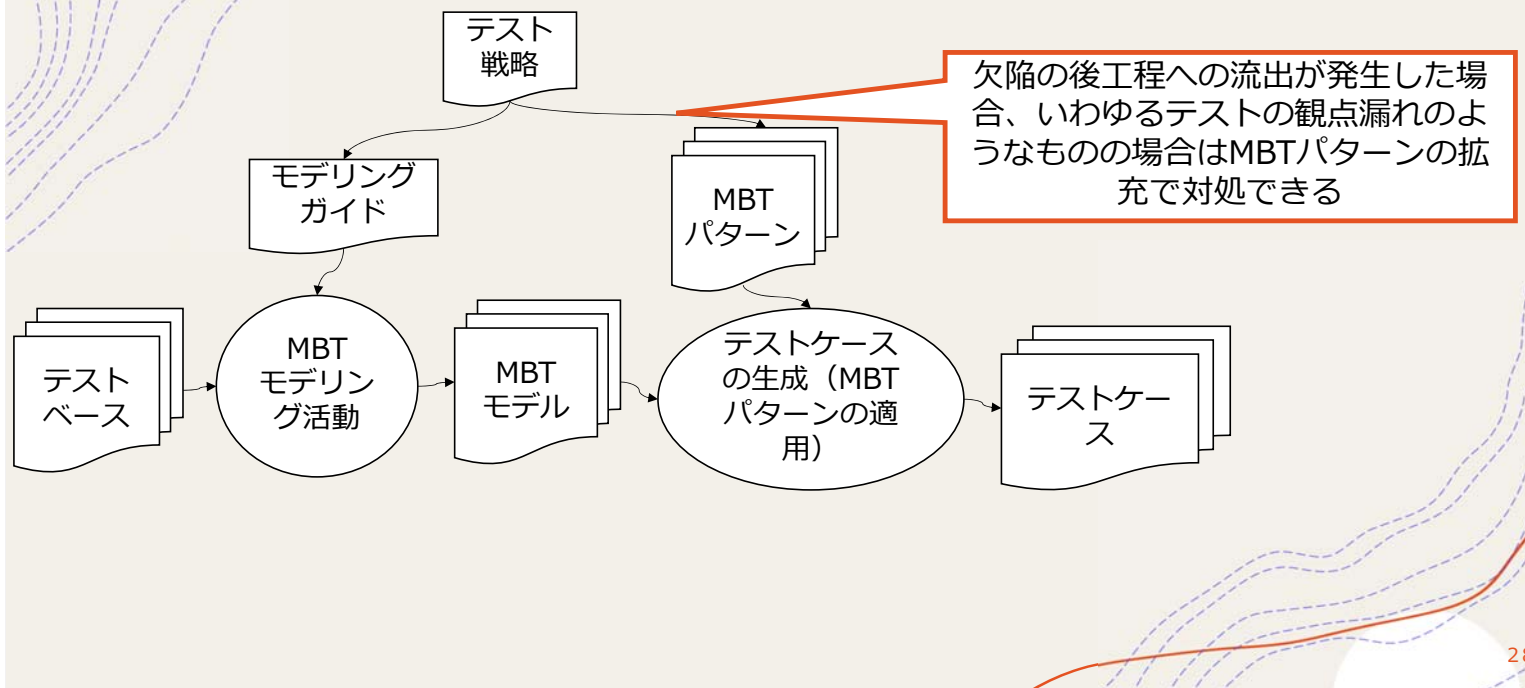 テスト
戦略
欠陥の後工程への流出が発生した場
合、いわゆるテストの観点漏れのよ
うなものの場合はMBTパターンの拡
充で対処できる
モデリング
ガイド
MBT
パターン
テスト
ベース
MBT
モデリン
グ活動
MBT
モデル
テストケース
の生成（MBT
パターンの適
用）
テストケー
ス
28